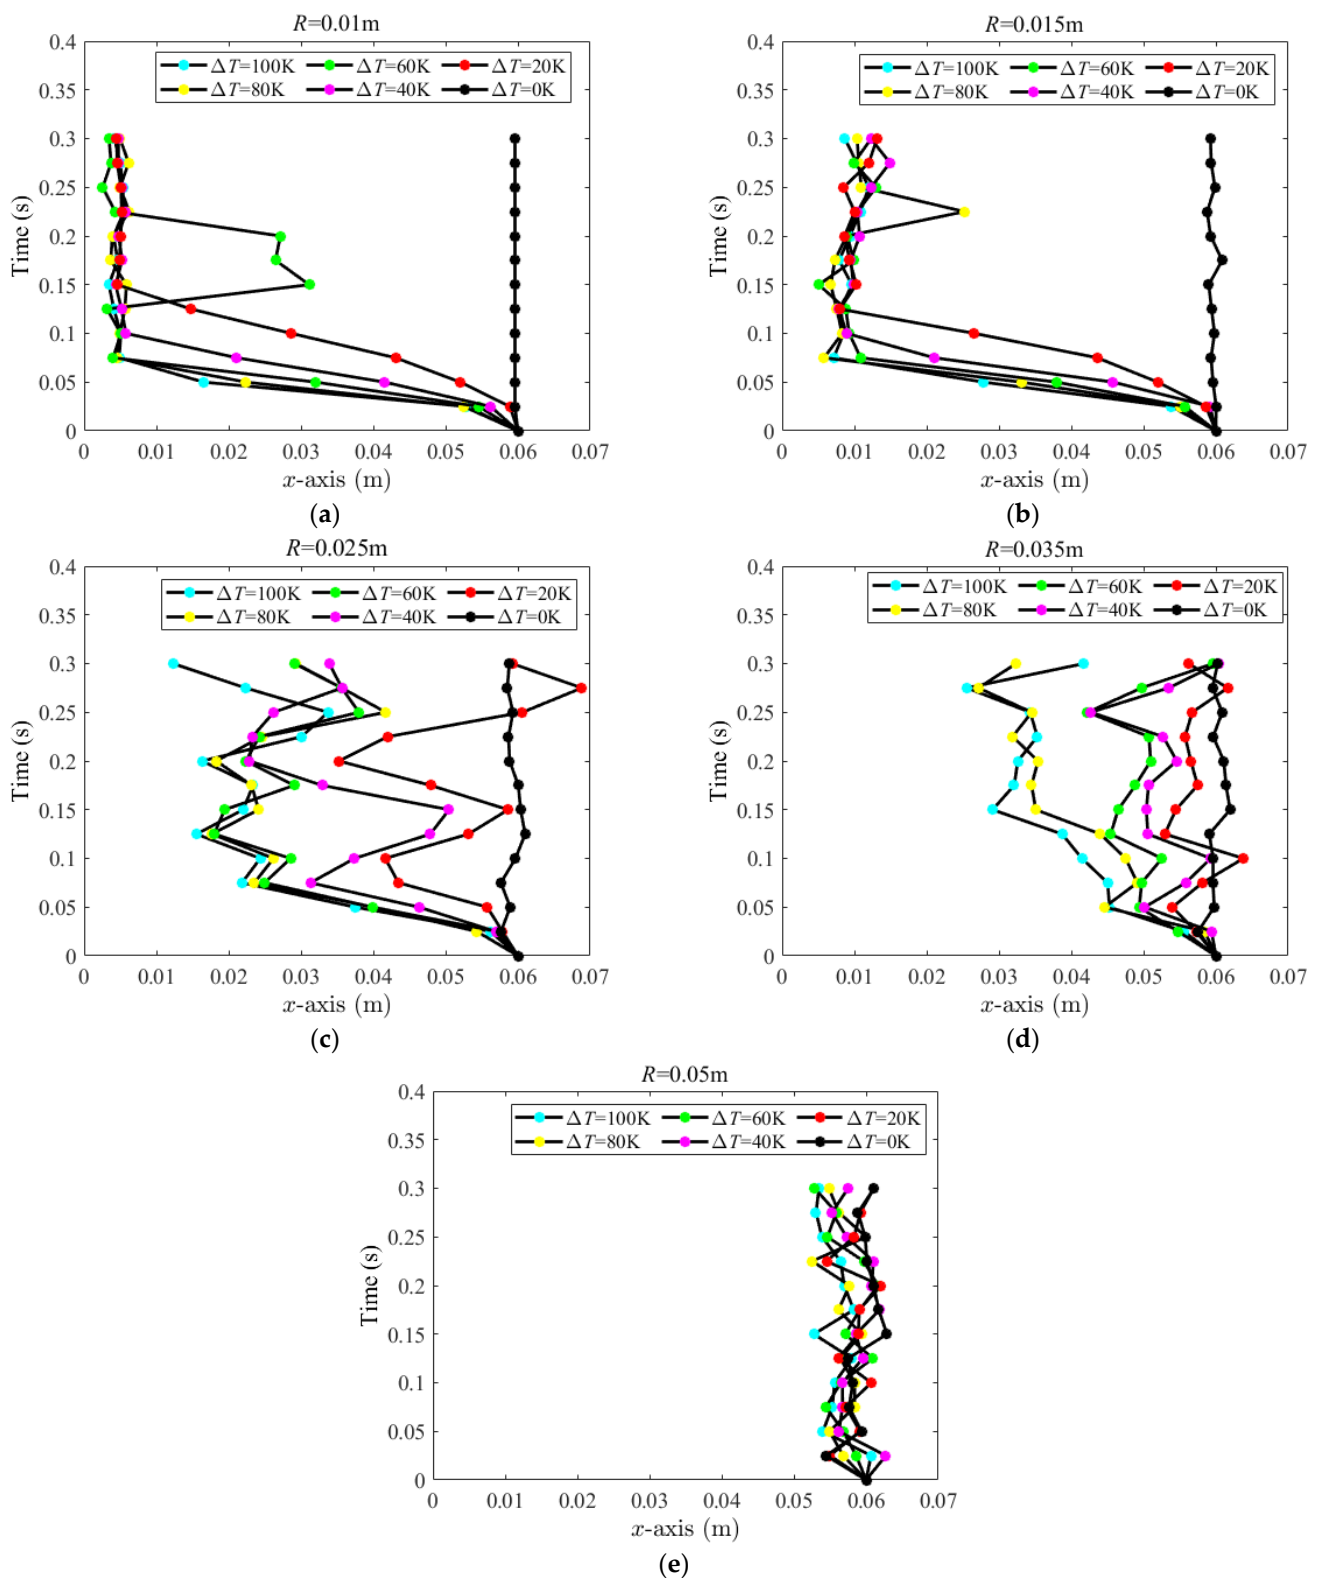 R=0.01m
0.4
0.35
0.3
0.25
0.2
0.15
0.1
0.05
0
Time (s)
ΔT=100K ΔT=60K ΔT=20K
ΔT=80K ΔT=40K ΔT=0K
0 0.01 0.02 0.03 0.04 0.05 0.06 0.07
x-axis (m)
(a)
R=0.015m
0.4
0.35
0.3
0.25
0.2
0.15
0.1
0.05
0
Time (s)
ΔT=100K ΔT=60K ΔT=20K
ΔT=80K ΔT=40K ΔT=0K
0 0.01 0.02 0.03 0.04 0.05 0.06 0.07
x-axis (m)
(b)
R=0.025m
0.4
0.35
0.3
0.25
0.2
0.15
0.1
0.05
0
Time (s)
ΔT=100K ΔT=60K ΔT=20K
ΔT=80K ΔT=40K ΔT=0K
0 0.01 0.02 0.03 0.04 0.05 0.06 0.07
x-axis (m)
(c)
R=0.035m
0.4
0.35
0.3
0.25
0.2
0.15
0.1
0.05
0
Time (s)
ΔT=100K ΔT=60K ΔT=20K
ΔT=80K ΔT=40K ΔT=0K
0 0.01 0.02 0.03 0.04 0.05 0.06 0.07
x-axis (m)
(d)
R=0.05m
0.4
0.35
0.3
0.25
0.2
0.15
0.1
0.05
0
Time (s)
ΔT=100K ΔT=60K ΔT=20K
ΔT=80K ΔT=40K ΔT=0K
0 0.01 0.02 0.03 0.04 0.05 0.06 0.07
x-axis (m)
(e)